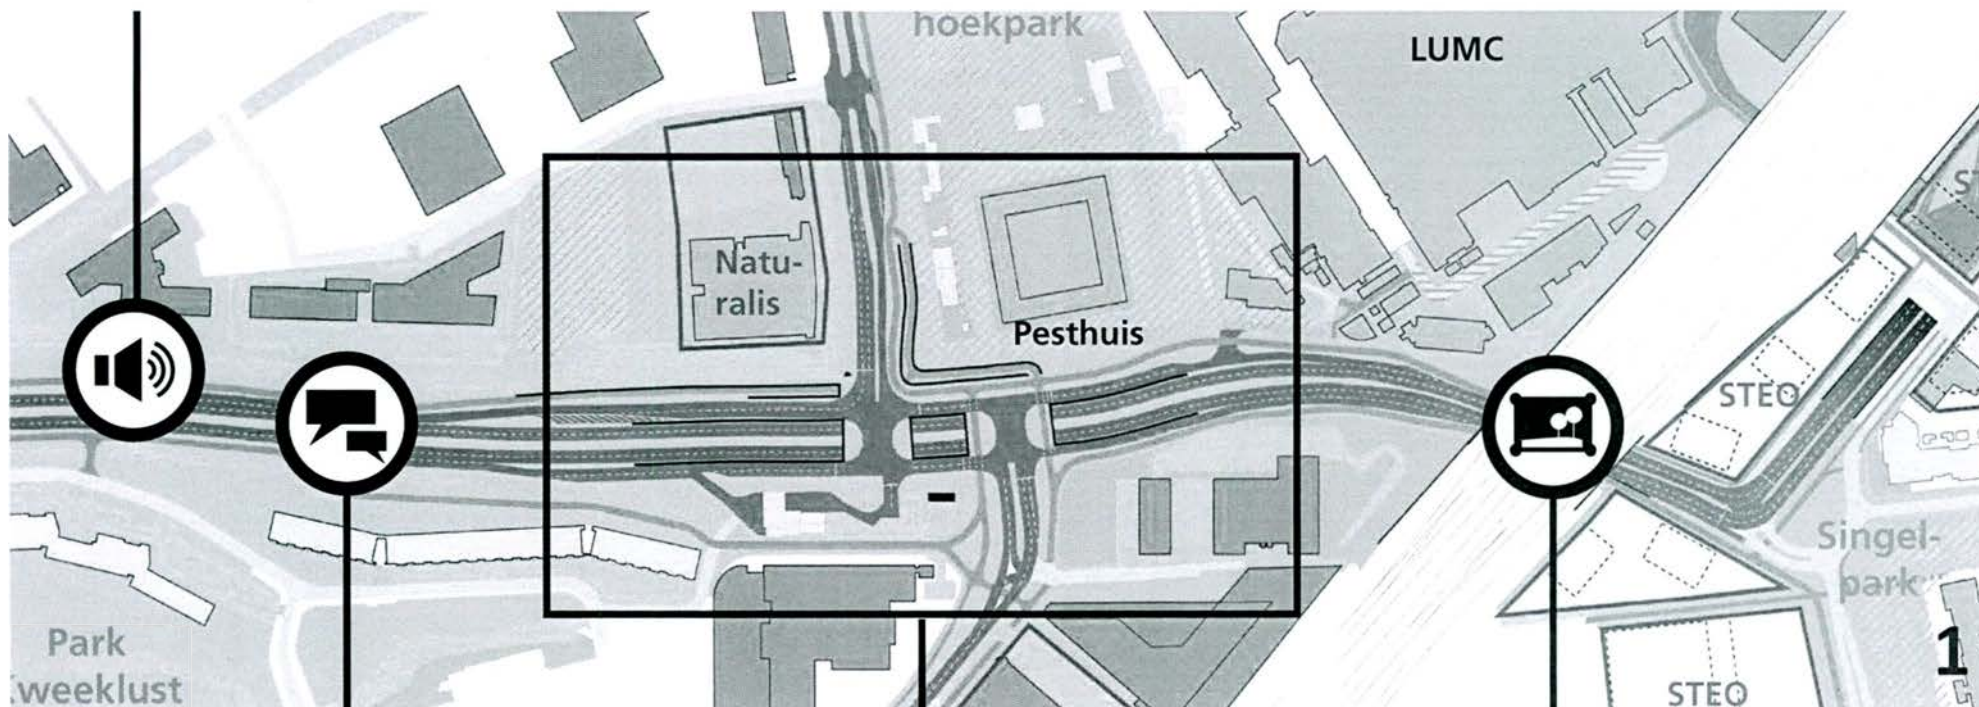 hoekpark
LUMC
Natu-
ralis
Pesthuis
STEO
Singel-
park
Park
weeklust
STEO
1